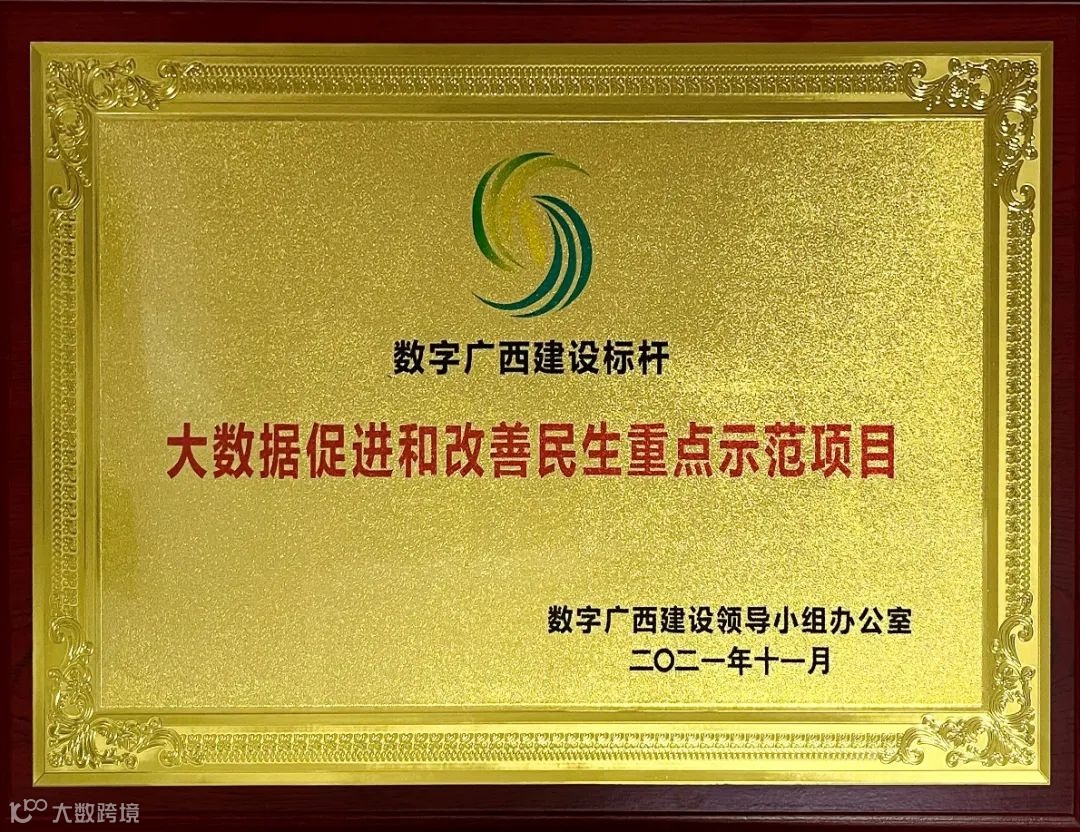 数字广西建设标杆
大数据促进和改善民生重点示范项目
数字广西建设领导小组办公室
二〇二一年十一月
大数跨境